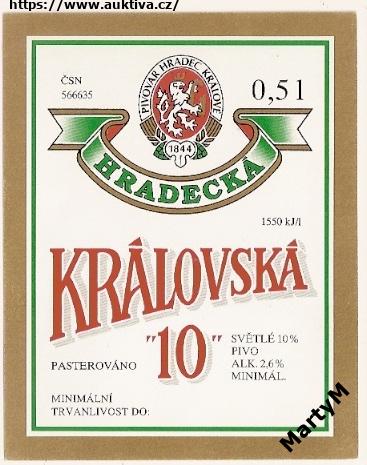 https://www.auktiva.cz/
ČSN
566635
PIVOVAR HRADEC KRÁLOVÉ
1844
0,5 l
HRADECKÁ
1550 kJ/l
KRÁLOVSKÁ
"10"
PASTEROVÁNO
SVĚTLÉ 10%
PIVO
ALK. 2,6%
MINIMÁL.
MINIMÁLNÍ
TRVANLIVOST DO:
MartyM